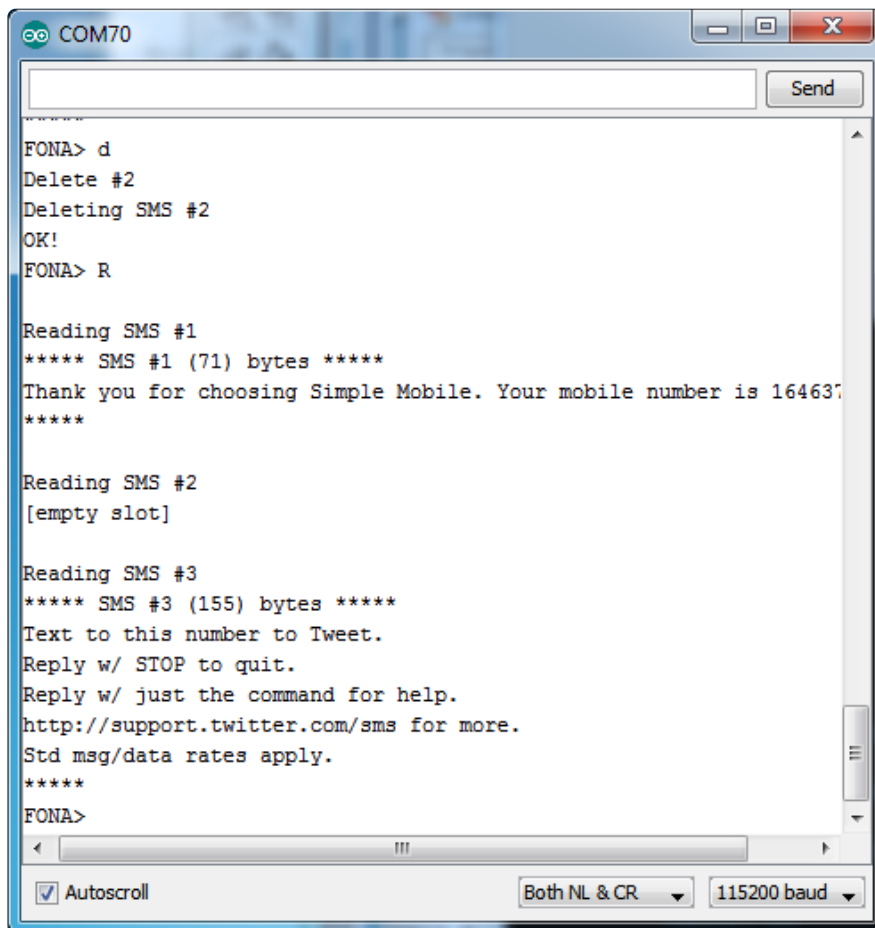 COM70
Send
FONA> d
Delete #2
Deleting SMS #2
OK!
FONA> R
Reading SMS #1
***** SMS #1 (71) bytes *****
Thank you for choosing Simple Mobile. Your mobile number is 164637
*****
Reading SMS #2
[empty slot]
Reading SMS #3
***** SMS #3 (155) bytes *****
Text to this number to Tweet.
Reply w/ STOP to quit.
Reply w/ just the command for help.
http://support.twitter.com/sms for more.
Std msg/data rates apply.
*****
FONA>
Autoscroll Both NL & CR 115200 baud